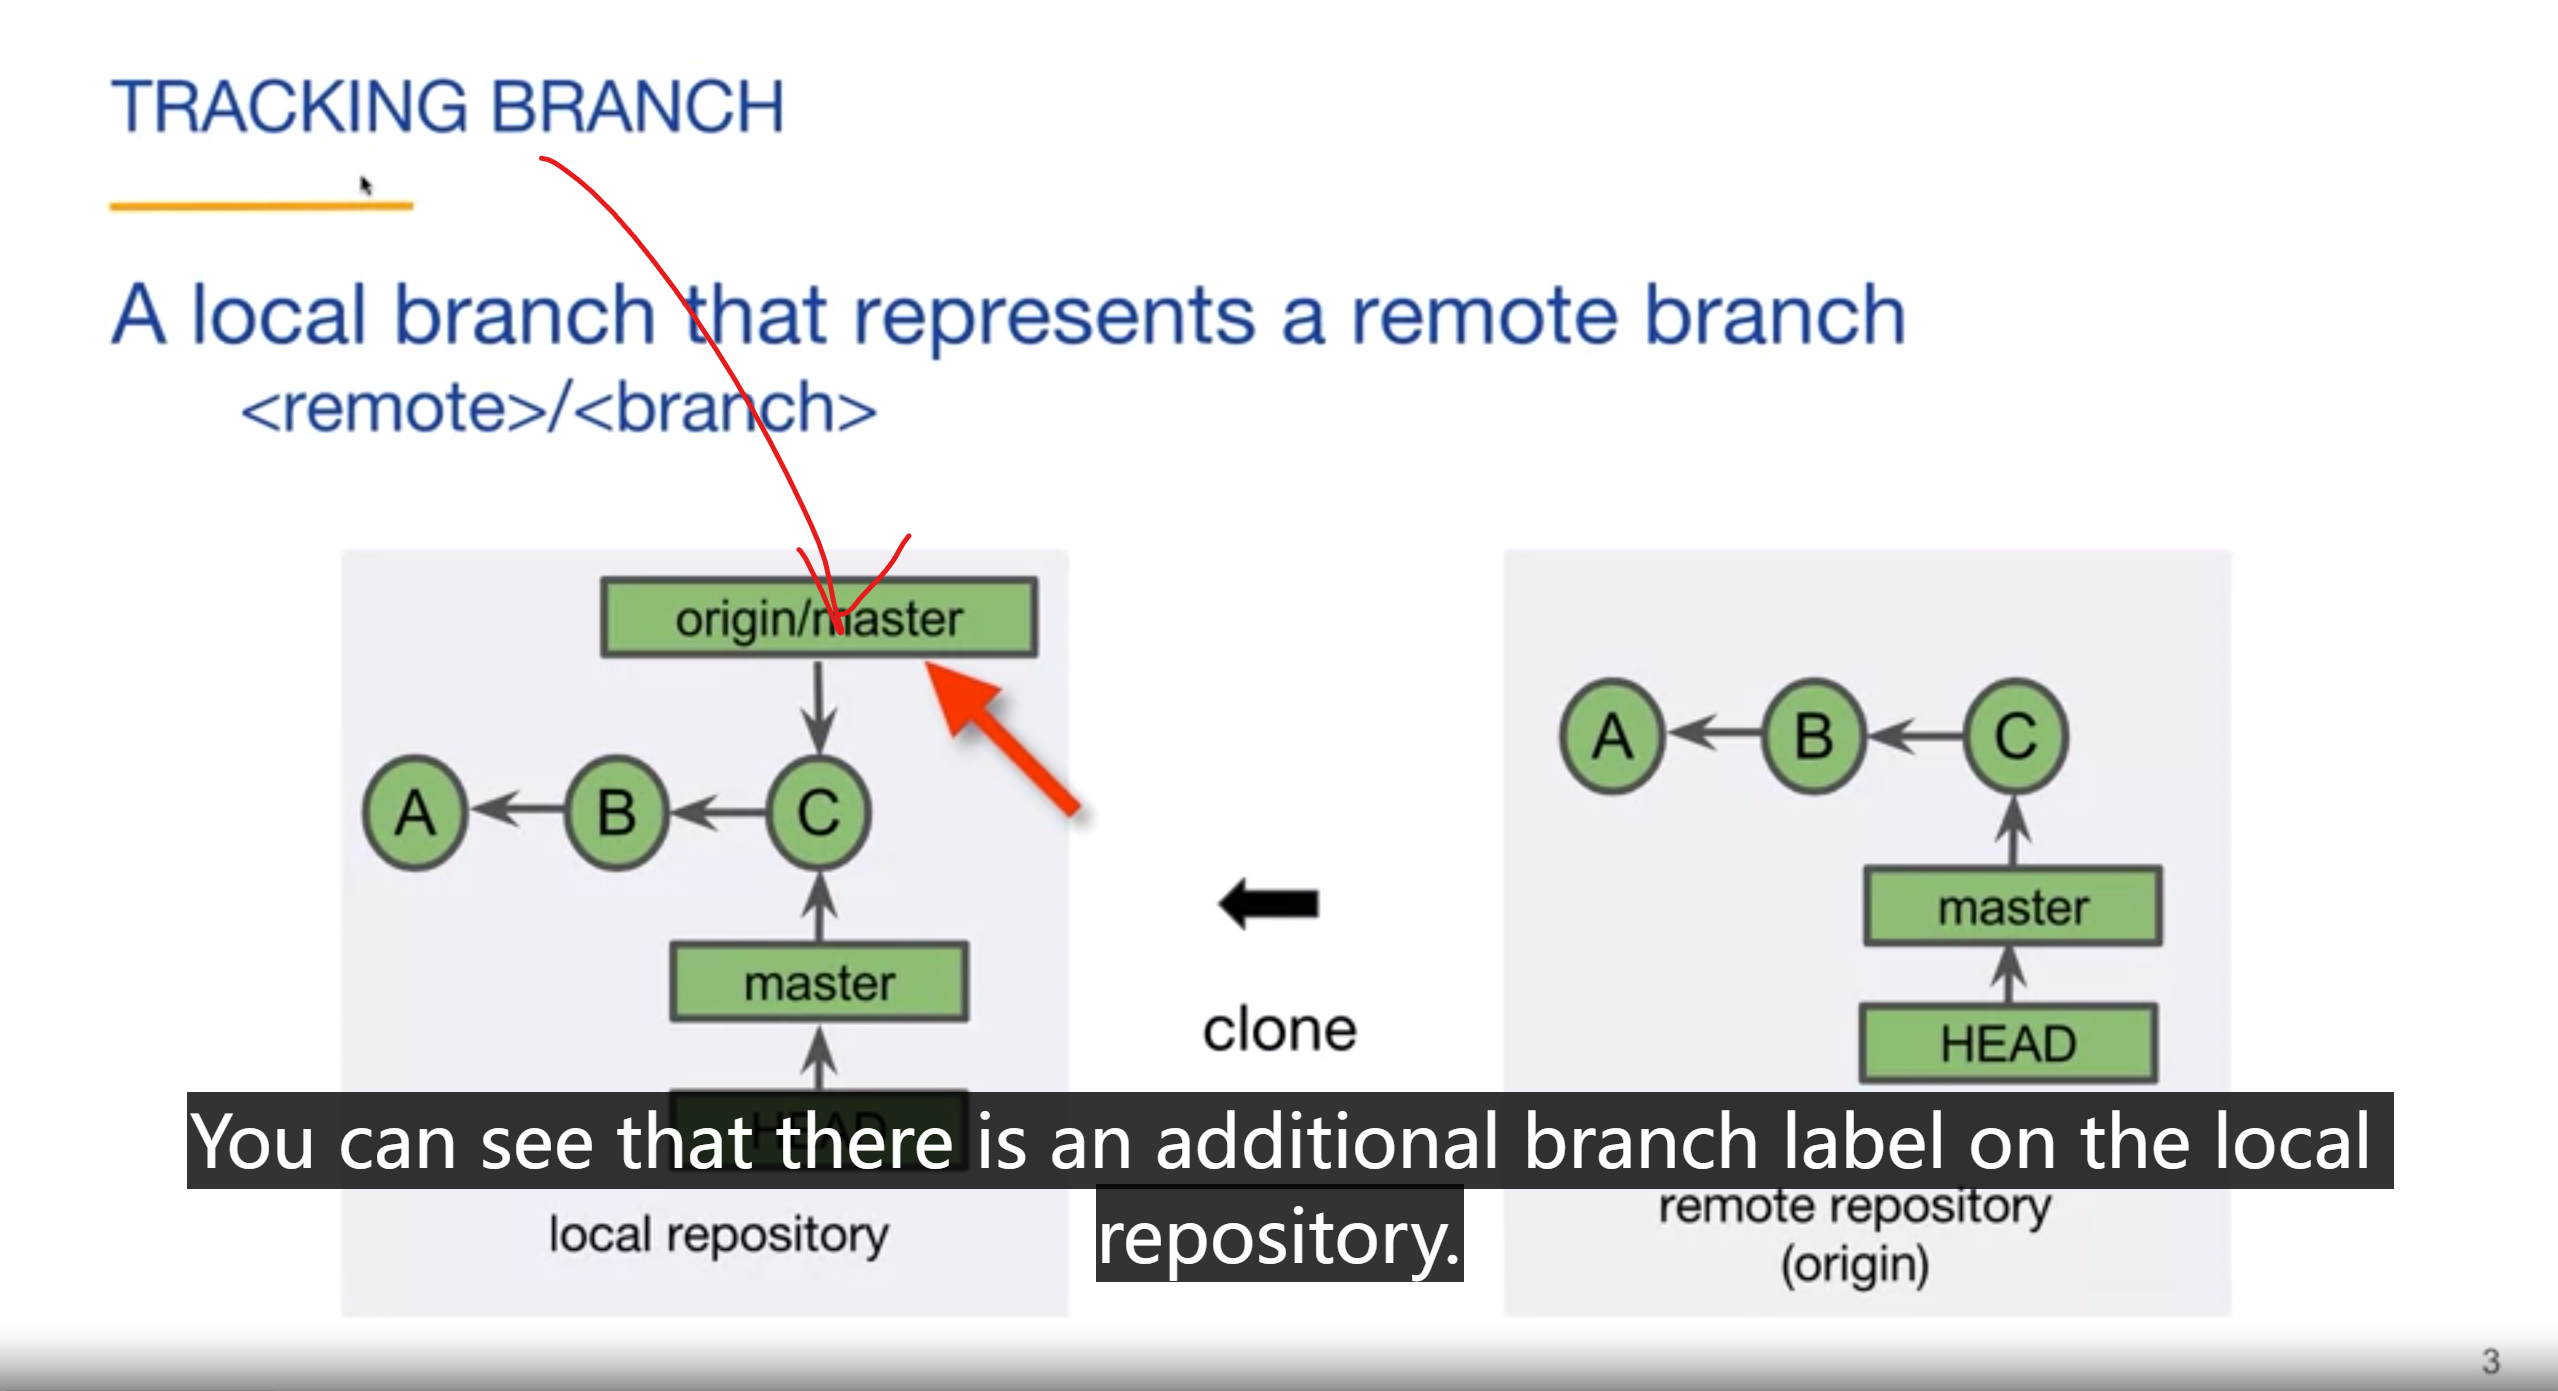 TRACKING BRANCH
A local branch that represents a remote branch
<remote>/<branch>
origin/master
A
B
C
master
HEAD
local repository
clone
A
B
C
master
HEAD
remote repository
(origin)
You can see that there is an additional branch label on the local
repository.
3